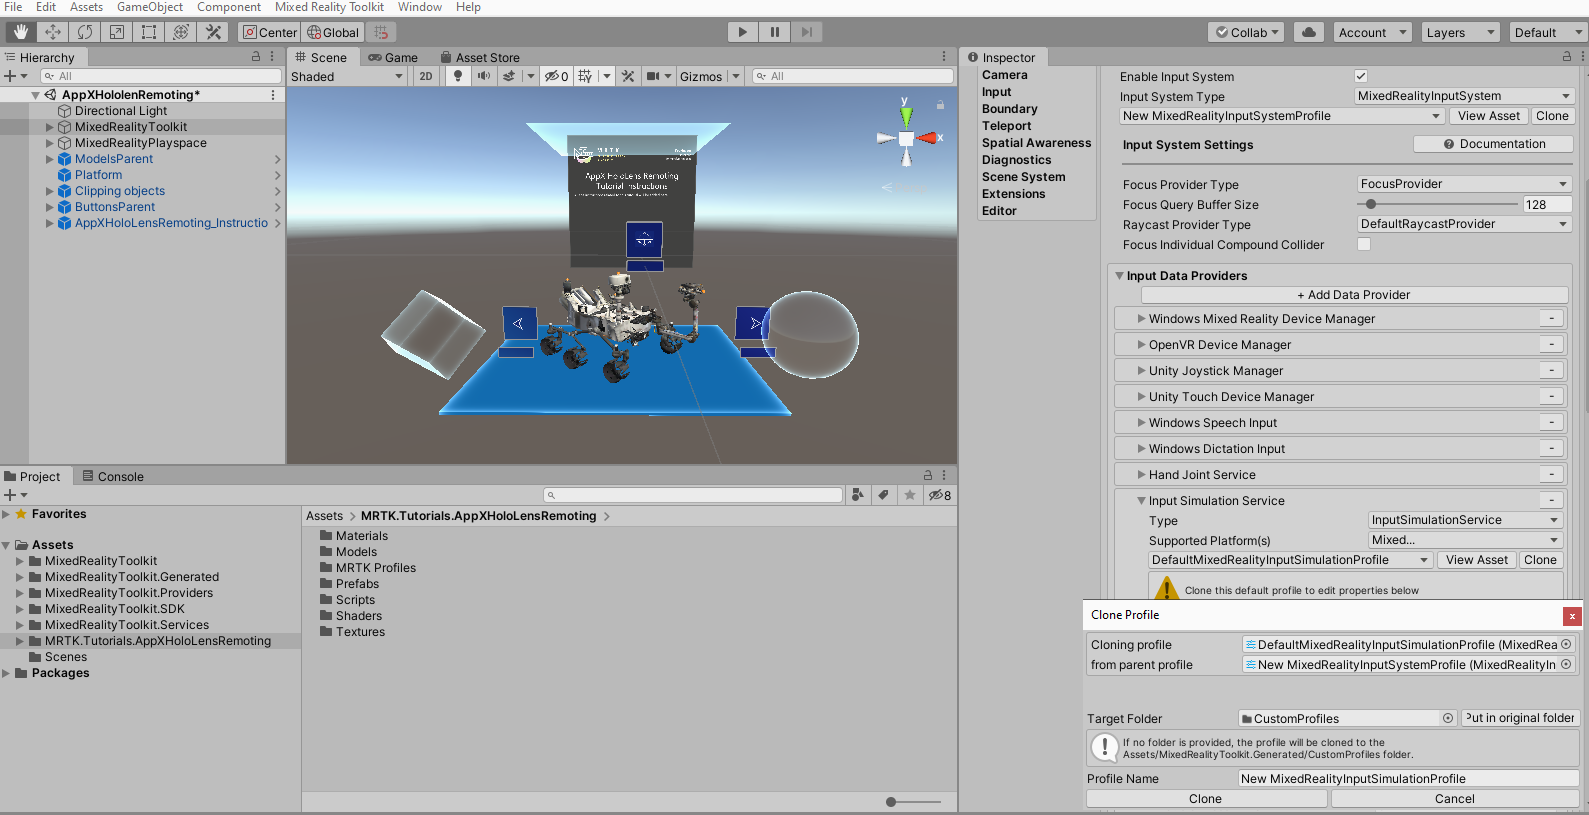 File Edit Assets GameObject Component Mixed Reality Toolkit Window Help
Center Global Collab Account Layers Default
Hierarchy
All
AppXHololenRemoting*
Directional Light
MixedRealityToolkit
MixedRealityPlayspace
ModelsParent
Platform
Clipping objects
ButtonsParent
AppXHoloLensRemoting_Instructio
Scene Game Asset Store
Shaded 2D 0 Gizmos All
y
x
MRTK
AppX HoloLens Remoting
Tutorial Instructions
Project Console
8
Favorites
Assets
MixedRealityToolkit
MixedRealityToolkit.Generated
MixedRealityToolkit.Providers
MixedRealityToolkit.SDK
MixedRealityToolkit.Services
MRTK.Tutorials.AppXHoloLensRemoting
Scenes
Packages
Assets > MRTK.Tutorials.AppXHoloLensRemoting >
Materials
Models
MRTK Profiles
Prefabs
Scripts
Shaders
Textures
Inspector
Camera
Input
Boundary
Teleport
Spatial Awareness
Diagnostics
Scene System
Extensions
Editor
Enable Input System
Input System Type MixedRealityInputSystem
New MixedRealityInputSystemProfile View Asset Clone
Input System Settings Documentation
Focus Provider Type FocusProvider
Focus Query Buffer Size 128
Raycast Provider Type DefaultRaycastProvider
Focus Individual Compound Collider
Input Data Providers
+ Add Data Provider
Windows Mixed Reality Device Manager -
OpenVR Device Manager -
Unity Joystick Manager -
Unity Touch Device Manager -
Windows Speech Input -
Windows Dictation Input -
Hand Joint Service -
Input Simulation Service -
Type InputSimulationService
Supported Platform(s) Mixed...
DefaultMixedRealityInputSimulationProfile View Asset Clone
Clone this default profile to edit properties below
Clone Profile x
Cloning profile DefaultMixedRealityInputSimulationProfile (MixedRea
from parent profile New MixedRealityInputSystemProfile (MixedRealityIn
Target Folder CustomProfiles Put in original folder
If no folder is provided, the profile will be cloned to the
Assets/MixedRealityToolkit.Generated/CustomProfiles folder.
Profile Name New MixedRealityInputSimulationProfile
Clone Cancel